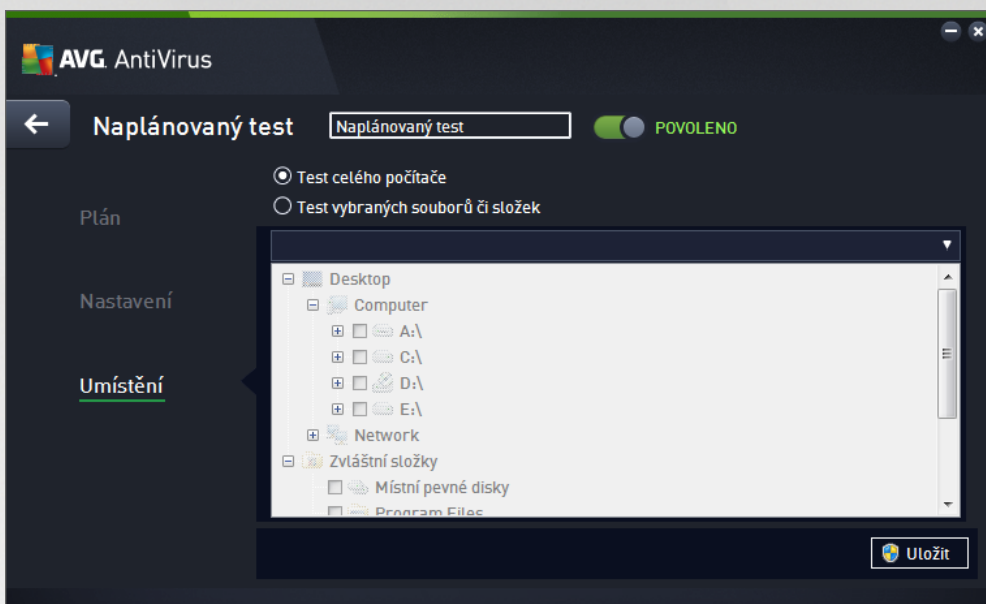 AVG. AntiVirus
Naplánovaný test
Naplánovaný test
POVOLENO
Test celého počítače
Test vybraných souborů či složek
Plán
Nastavení
Umístění
Desktop
Computer
A:\
C:\
D:\
E:\
Network
Zvláštní složky
Místní pevné disky
Program Files
Uložit